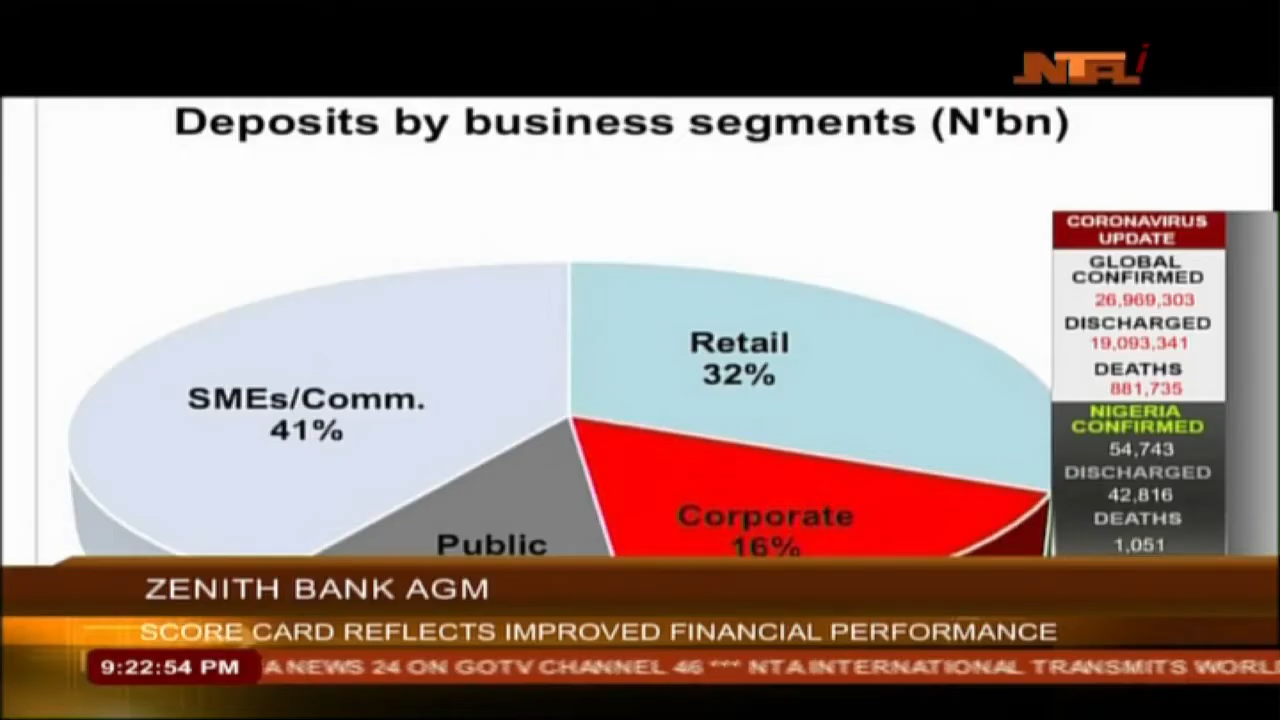 NTAi
Deposits by business segments (N'bn)
Retail
32%
SMEs/Comm.
41%
Corporate
16%
Public
CORONAVIRUS
UPDATE
GLOBAL
CONFIRMED
26,969,303
DISCHARGED
19,093,341
DEATHS
881,735
NIGERIA
CONFIRMED
54,743
DISCHARGED
42,816
DEATHS
1,051
ZENITH BANK AGM
SCORE CARD REFLECTS IMPROVED FINANCIAL PERFORMANCE
9:22:54 PM A NEWS 24 ON GOTV CHANNEL 46 *** NTA INTERNATIONAL TRANSMITS WORL